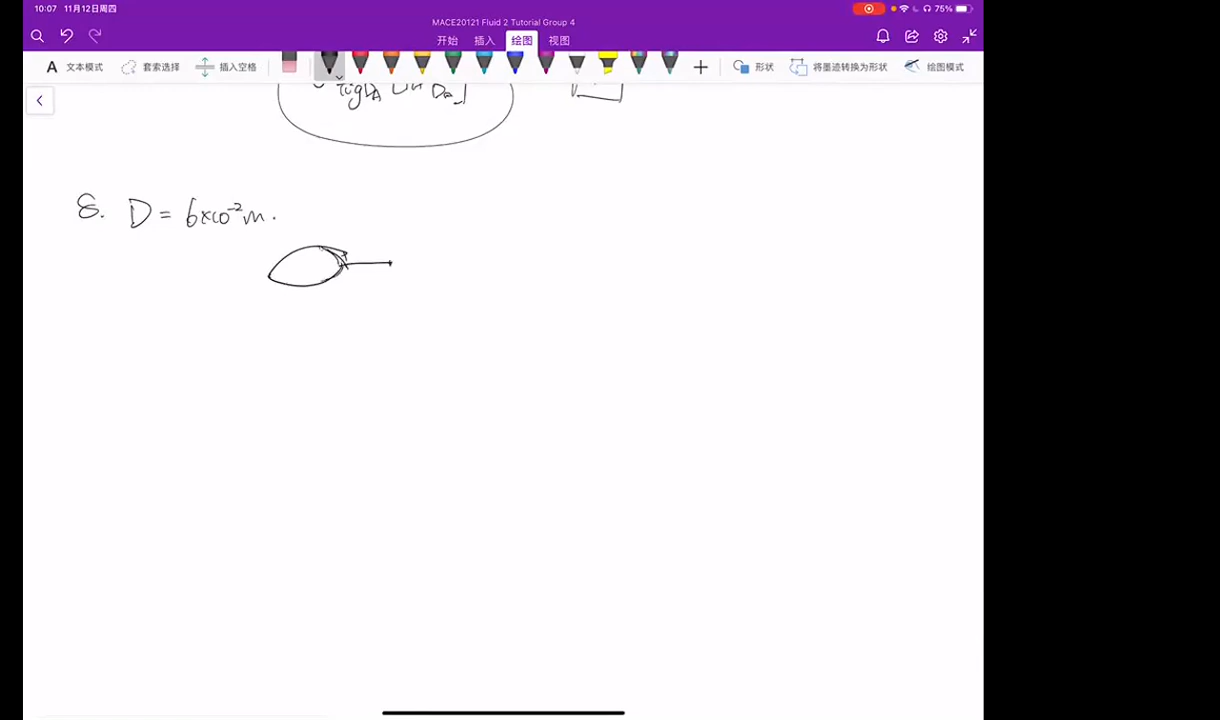 10:07 11月12日周四
75%
MACE20121 Fluid 2 Tutorial Group 4
开始 插入 绘图 视图
文本模式 套索选择 插入空格 形状 将墨迹转换为形状 绘图模式
8. D = 6×10⁻² m.